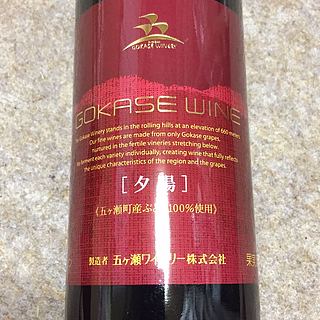 GOKASE WINERY
GOKASE WINE
The Gokase Winery stands in the rolling hills at an elevation of 660 meters.
Our fine wines are made from only Gokase grapes,
nurtured in the fertile vineries stretching below.
ferment each variety individually, creating wine that fully reflects
the unique characteristics of the region and the grapes.
[夕陽]
《五ヶ瀬町産ぶどう100%使用》
製造者 五ヶ瀬ワイナリー株式会社
果実